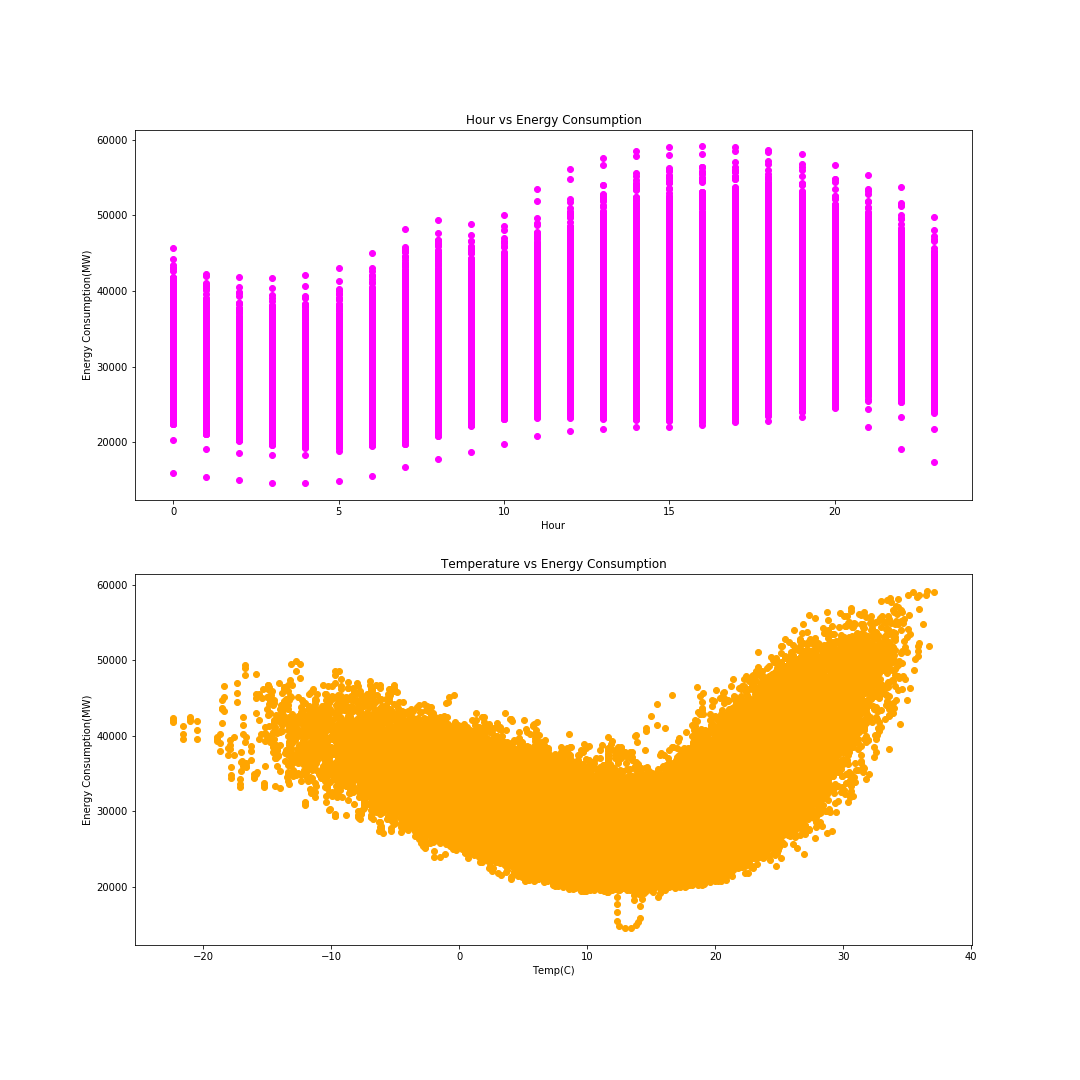 Hour vs Energy Consumption
60000
50000
40000
30000
20000
Energy Consumption(MW)
0 5 10 15 20
Hour
Temperature vs Energy Consumption
60000
50000
40000
30000
20000
Energy Consumption(MW)
−20 −10 0 10 20 30 40
Temp(C)